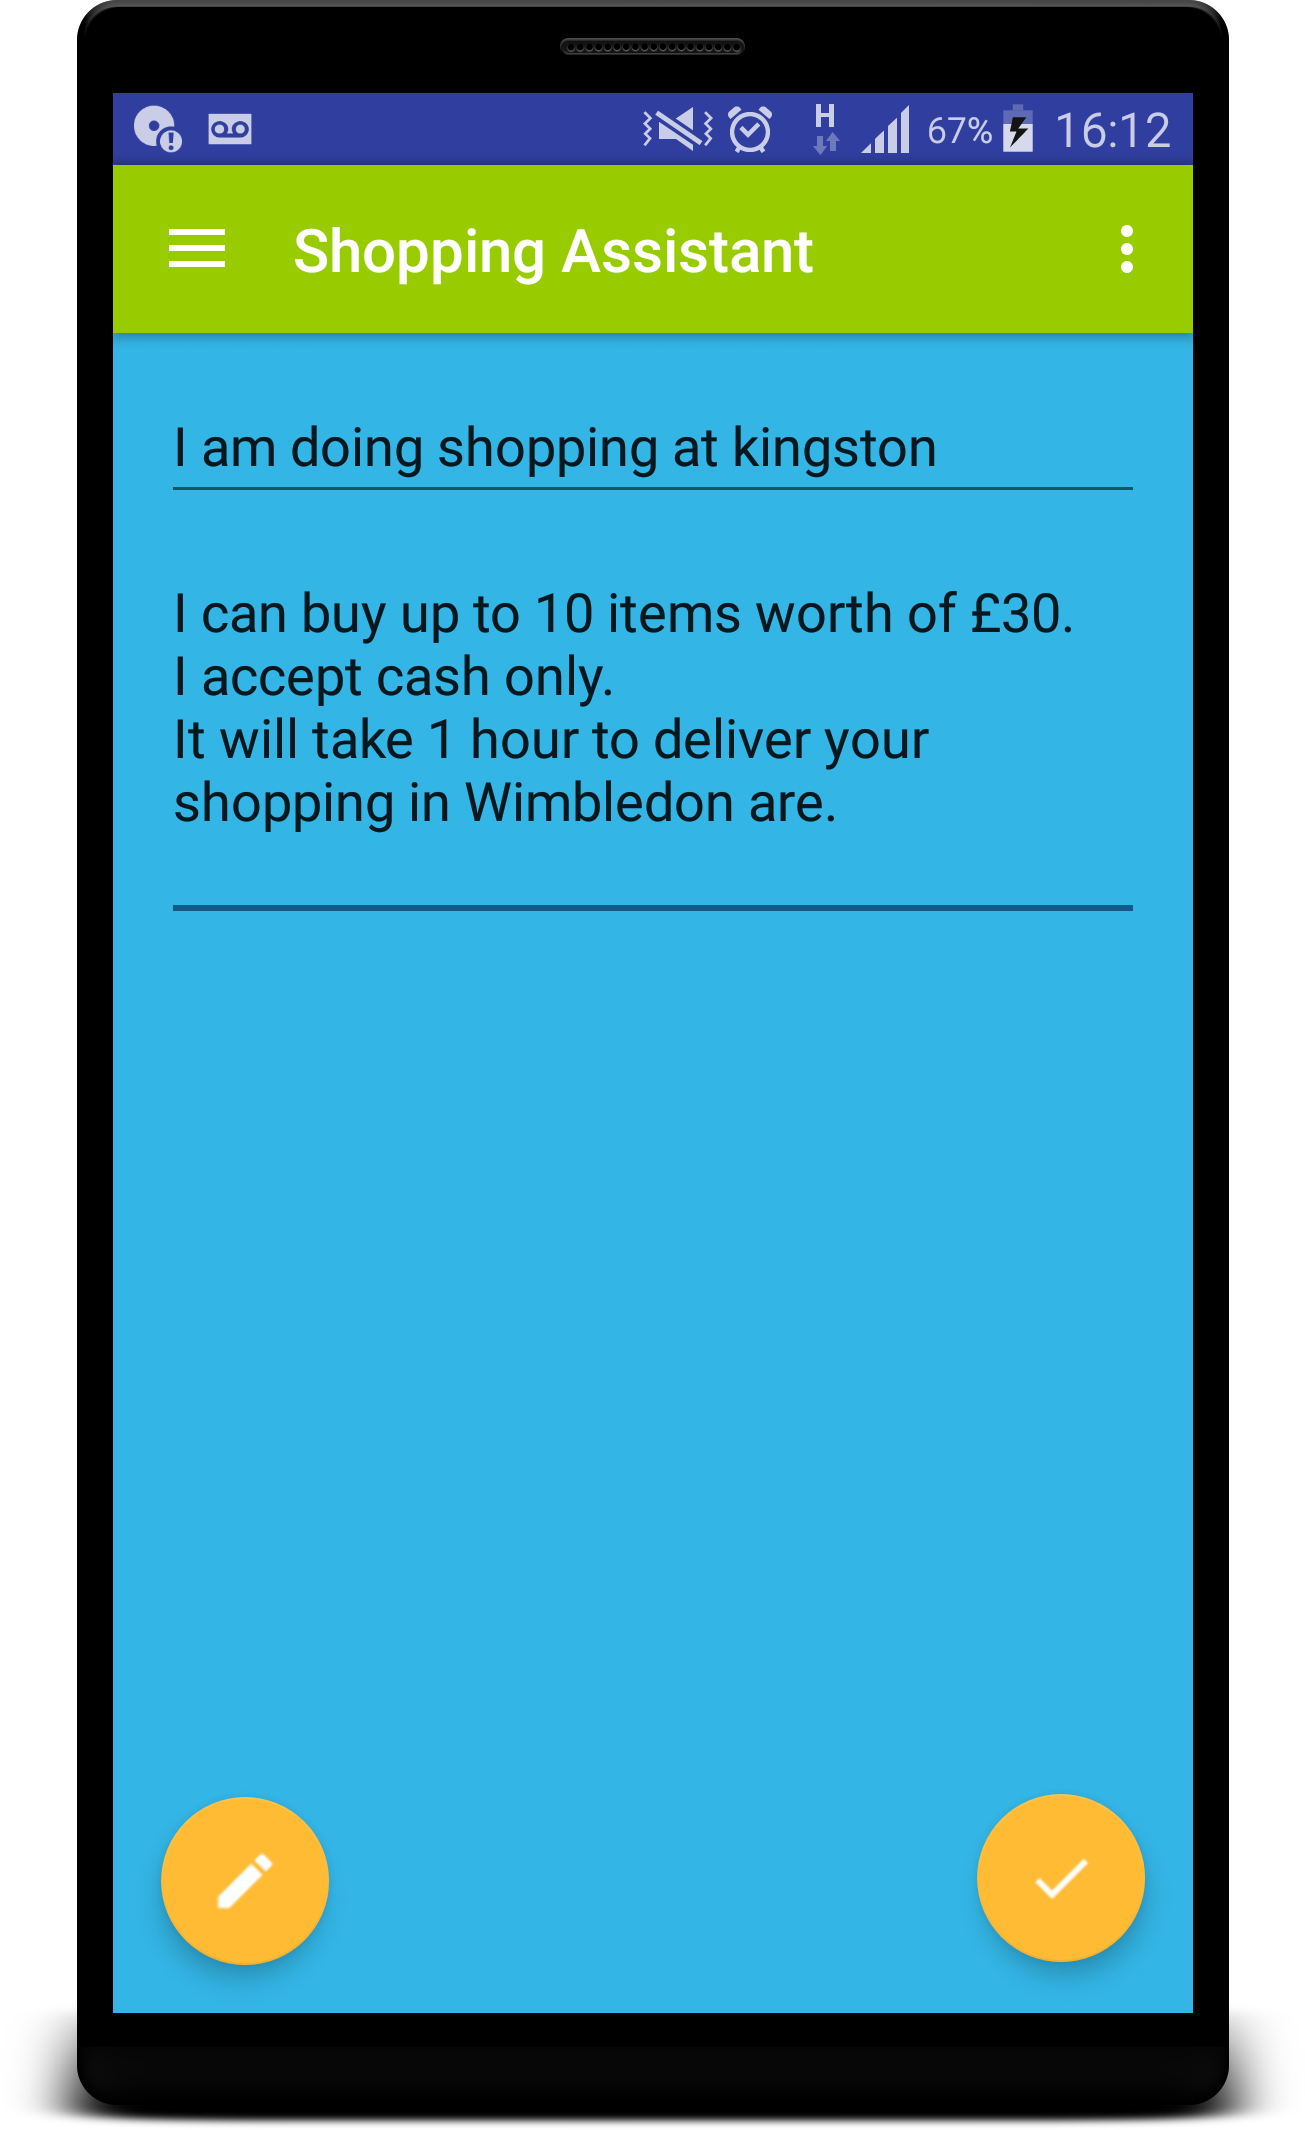 H
67%
16:12
Shopping Assistant
I am doing shopping at kingston
I can buy up to 10 items worth of £30.
I accept cash only.
It will take 1 hour to deliver your
shopping in Wimbledon are.